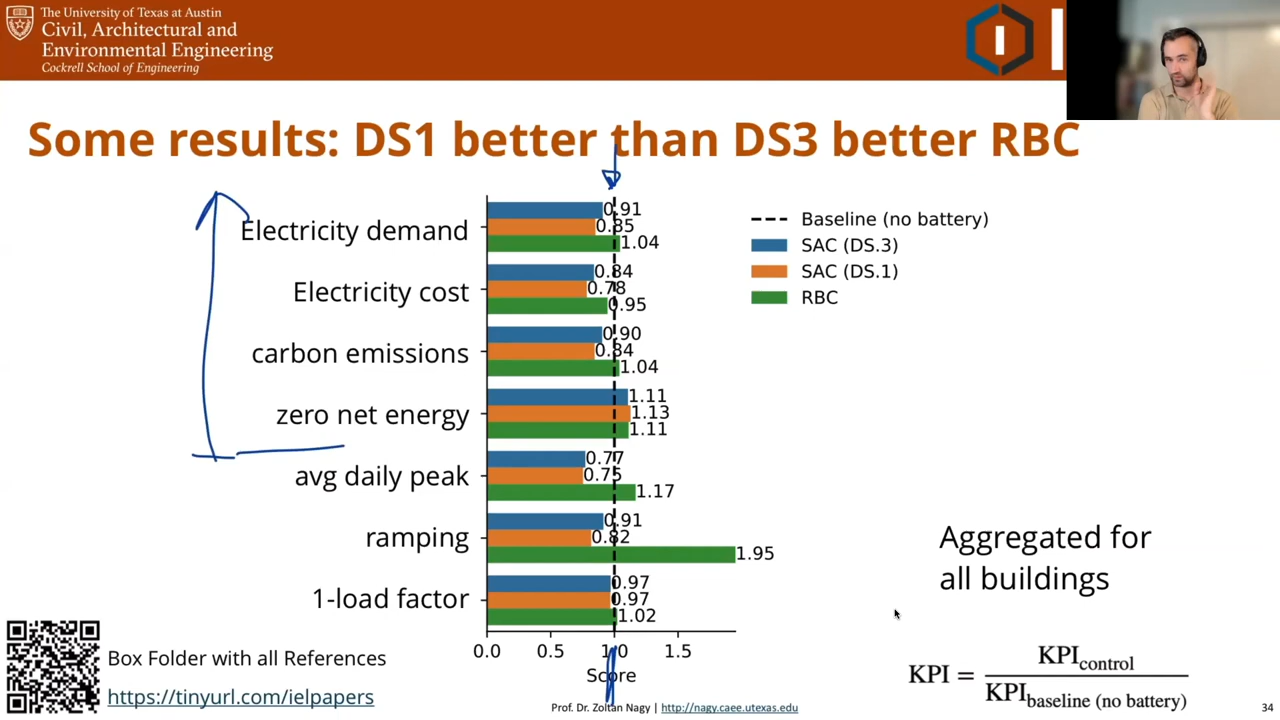 The University of Texas at Austin
Civil, Architectural and
Environmental Engineering
Cockrell School of Engineering
Some results: DS1 better than DS3 better RBC
Electricity demand
0.91
0.85
1.04
Electricity cost
0.84
0.78
0.95
carbon emissions
0.90
0.84
1.04
zero net energy
1.11
1.13
1.11
avg daily peak
0.77
0.75
1.17
ramping
0.91
0.82
1.95
1-load factor
0.97
0.97
1.02
0.0 0.5 1.0 1.5
Score
Baseline (no battery)
SAC (DS.3)
SAC (DS.1)
RBC
Aggregated for
all buildings
KPI = KPIcontrol
KPIbaseline (no battery)
Box Folder with all References
https://tinyurl.com/ielpapers
Prof. Dr. Zoltan Nagy | http://nagy.caee.utexas.edu
34